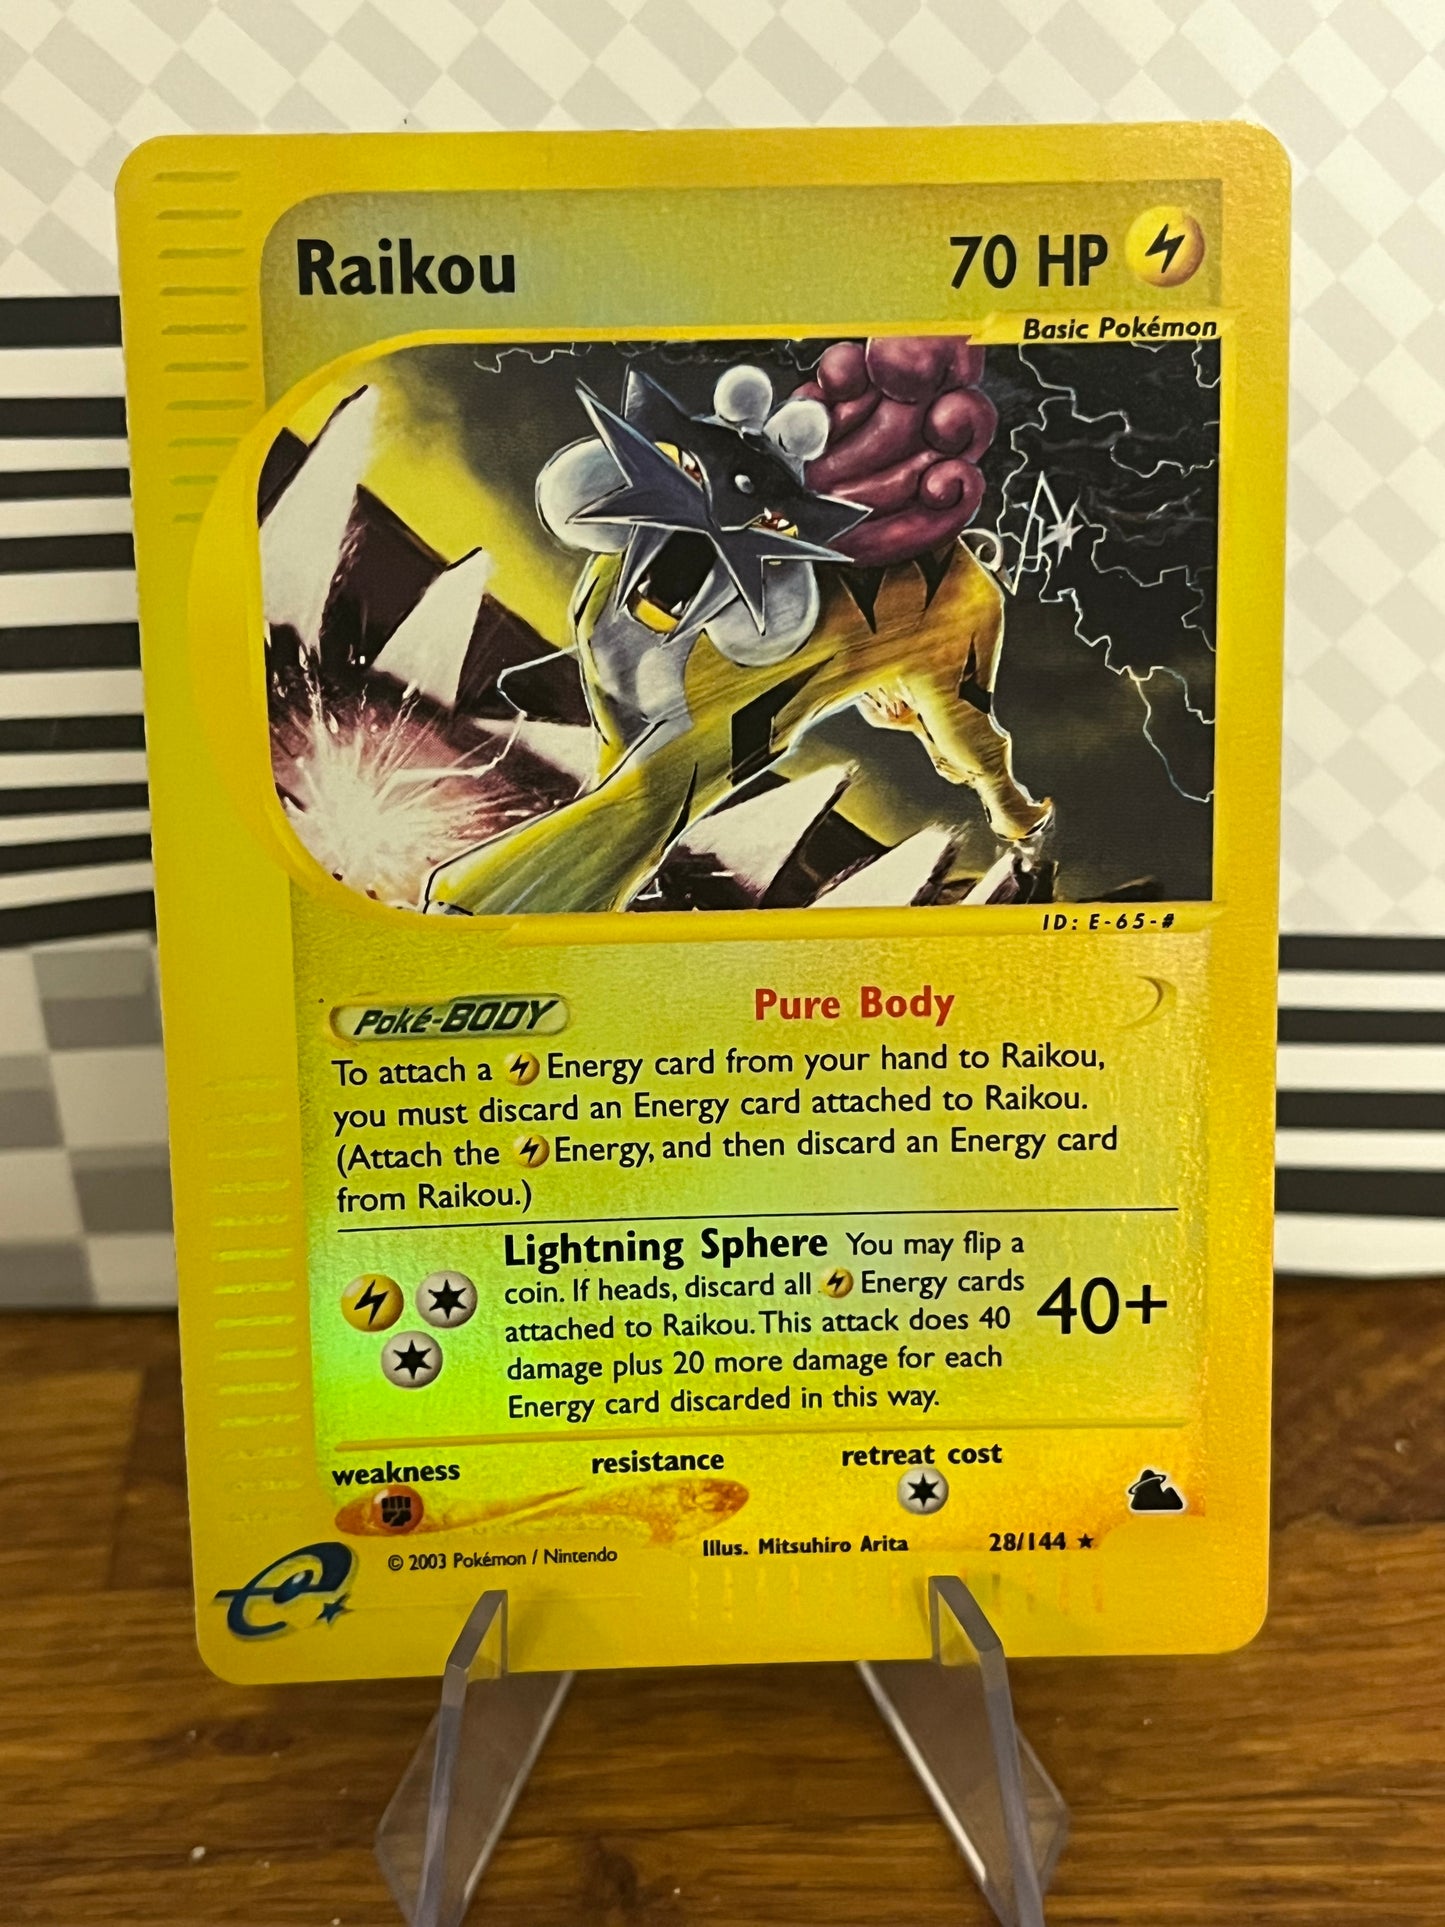 Raikou 70 HP
Basic Pokémon
ID: E-65-#
Poké-BODY Pure Body
To attach a Energy card from your hand to Raikou,
you must discard an Energy card attached to Raikou.
(Attach the Energy, and then discard an Energy card
from Raikou.)
Lightning Sphere You may flip a
coin. If heads, discard all Energy cards
attached to Raikou. This attack does 40
damage plus 20 more damage for each
Energy card discarded in this way.
40+
weakness resistance retreat cost
Illus. Mitsuhiro Arita 28/144 ★
© 2003 Pokémon / Nintendo
e